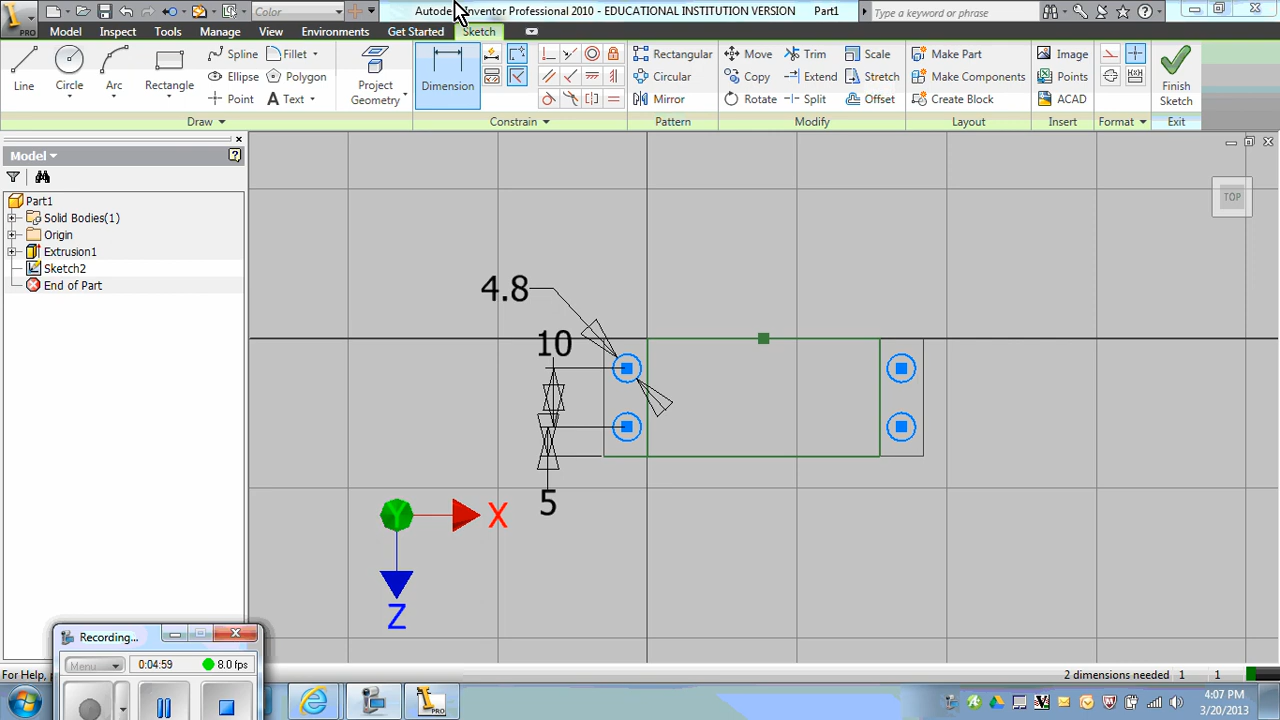 Color
Autodesk Inventor Professional 2010 - EDUCATIONAL INSTITUTION VERSION Part1
Type a keyword or phrase
PRO
Model Inspect Tools Manage View Environments Get Started Sketch
Line Circle Arc Rectangle
Spline Fillet
Ellipse Polygon
Point Text
Project Geometry
Dimension
Rectangular
Circular
Mirror
Move Trim Scale
Copy Extend Stretch
Rotate Split Offset
Make Part
Make Components
Create Block
Image
Points
ACAD
Finish Sketch
Draw Constrain Pattern Modify Layout Insert Format Exit
Model
Part1
Solid Bodies(1)
Origin
Extrusion1
Sketch2
End of Part
TOP
4.8
10
5
X
Y
Z
Recording...
Menu 0:04:59 8.0 fps
For Help,
2 dimensions needed 1 1
PRO
4:07 PM
3/20/2013